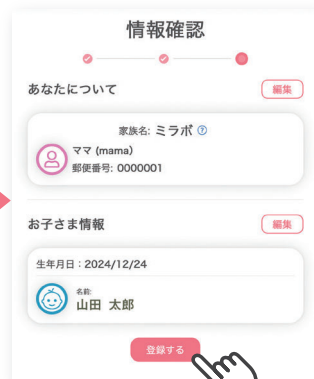 情報確認
あなたについて
編集
家族名: ミラボ ?
ママ (mama)
郵便番号: 0000001
お子さま情報
編集
生年月日：2024/12/24
名前:
山田 太郎
登録する